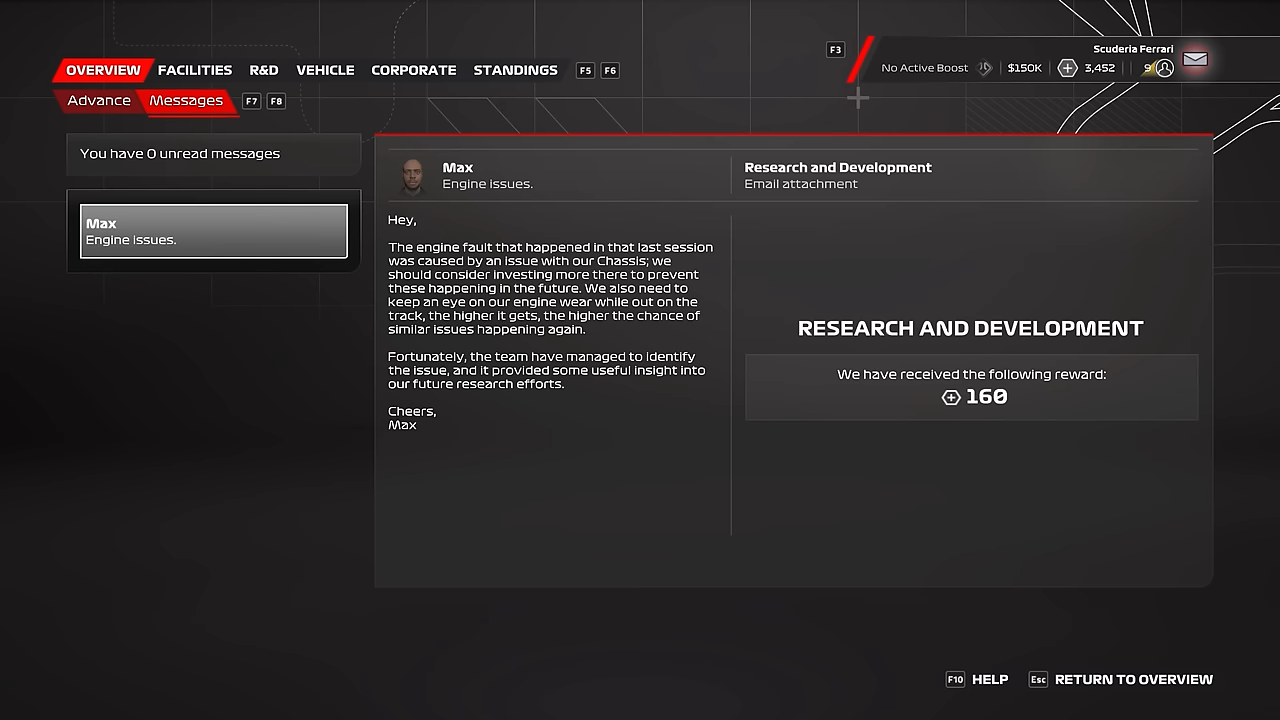 F3
Scuderia Ferrari
OVERVIEW FACILITIES R&D VEHICLE CORPORATE STANDINGS F5 F6
No Active Boost $150K 3,452 9
Advance Messages F7 F8
You have 0 unread messages
Max
Engine issues.
Max
Engine issues.
Research and Development
Email attachment
Hey,
The engine fault that happened in that last session
was caused by an issue with our Chassis; we
should consider investing more there to prevent
these happening in the future. We also need to
keep an eye on our engine wear while out on the
track, the higher it gets, the higher the chance of
similar issues happening again.
Fortunately, the team have managed to identify
the issue, and it provided some useful insight into
our future research efforts.
Cheers,
Max
RESEARCH AND DEVELOPMENT
We have received the following reward:
160
F10 HELP Esc RETURN TO OVERVIEW